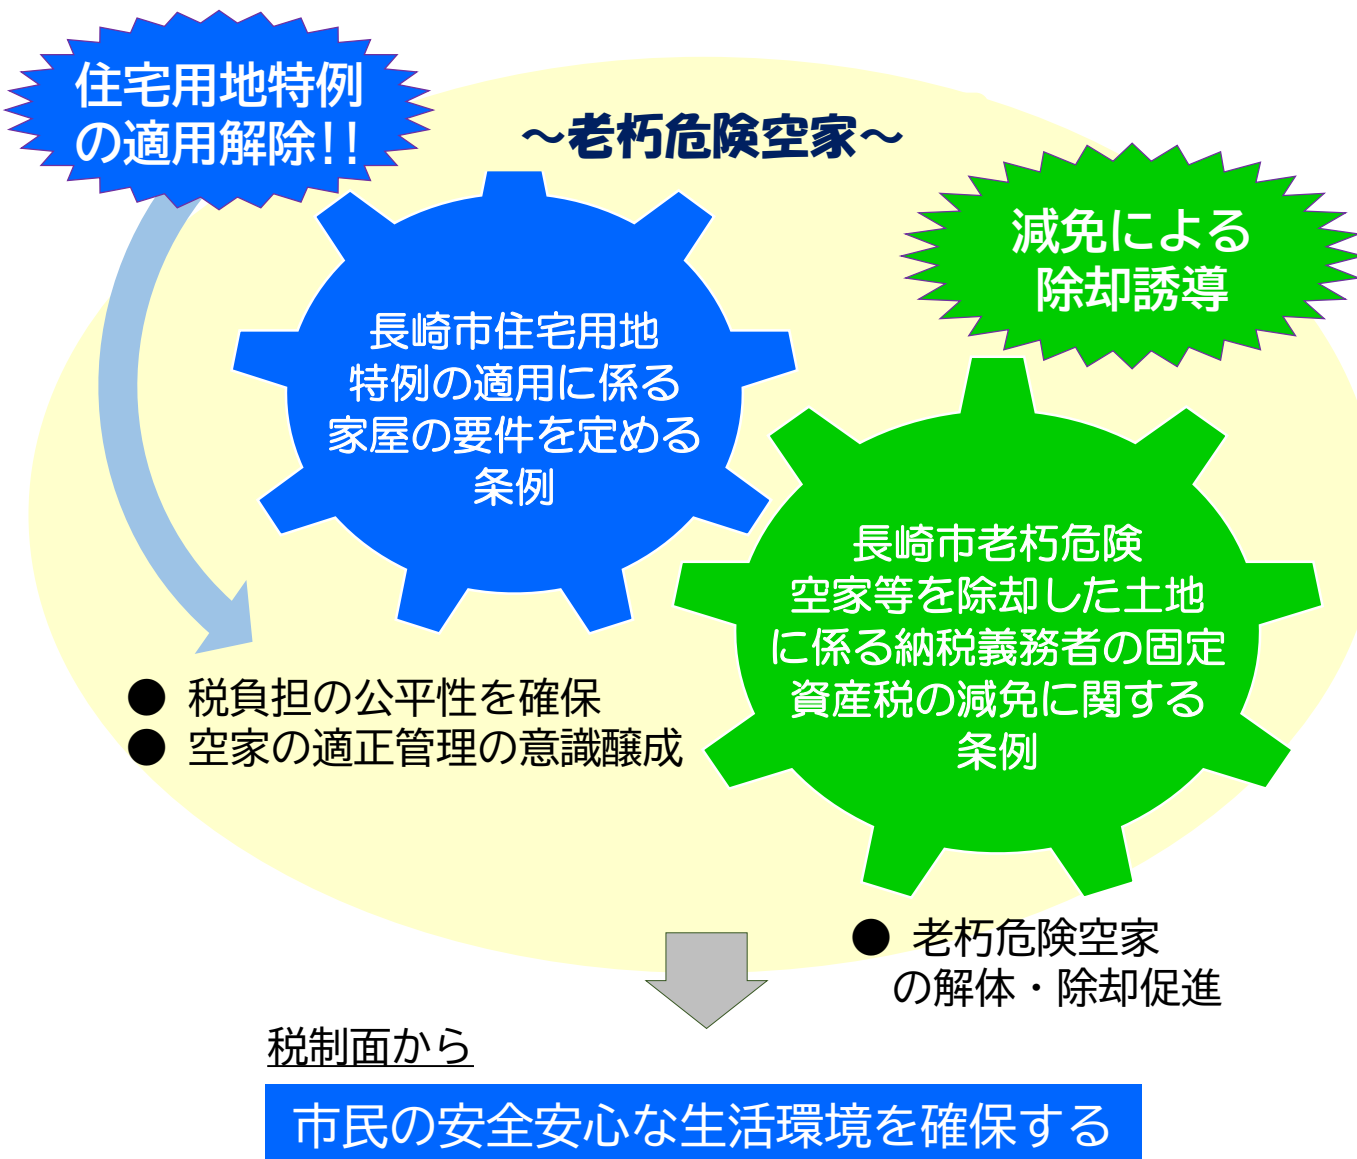 住宅用地特例
の適用解除!!
～老朽危険空家～
減免による
除却誘導
長崎市住宅用地
特例の適用に係る
家屋の要件を定める
条例
長崎市老朽危険
空家等を除却した土地
に係る納税義務者の固定
資産税の減免に関する
条例
● 税負担の公平性を確保
● 空家の適正管理の意識醸成
● 老朽危険空家
の解体・除却促進
税制面から
市民の安全安心な生活環境を確保する